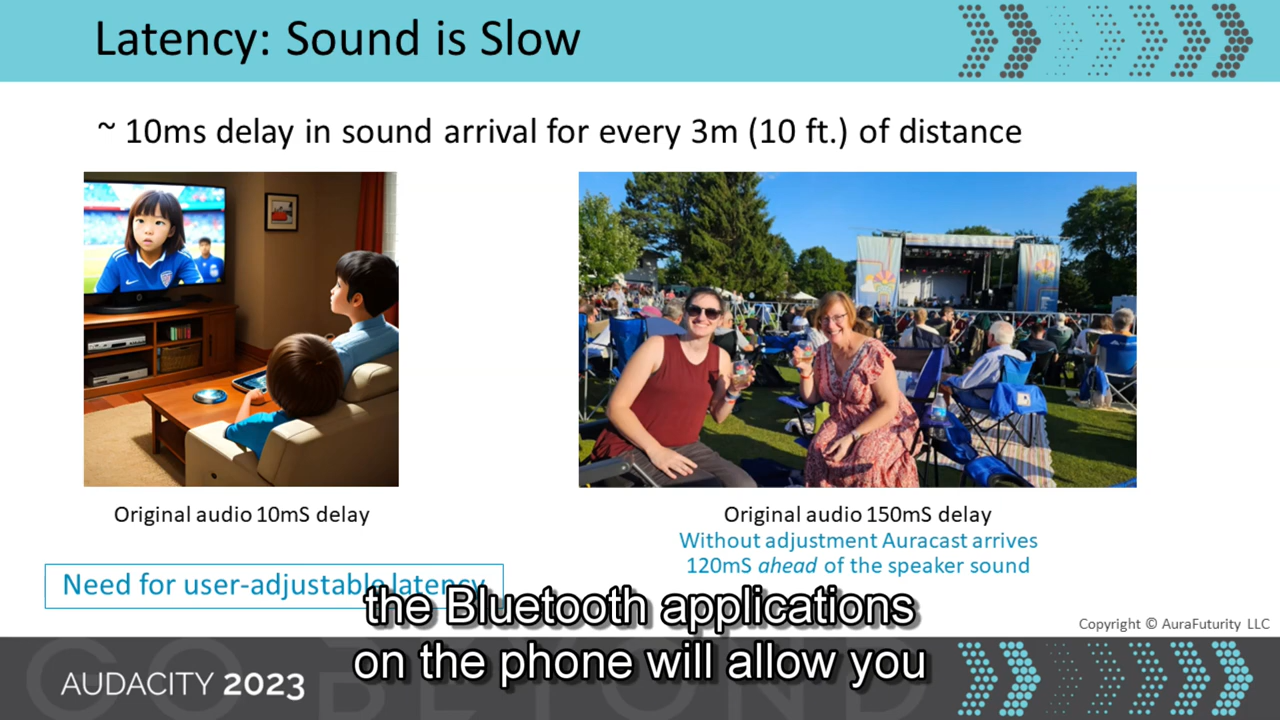 Latency: Sound is Slow
~ 10ms delay in sound arrival for every 3m (10 ft.) of distance
Original audio 10mS delay
Original audio 150mS delay
Without adjustment Auracast arrives
120mS ahead of the speaker sound
Need for user-adjustable latency
the Bluetooth applications
on the phone will allow you
Copyright © AuraFuturity LLC
GO BEYOND
AUDACITY 2023